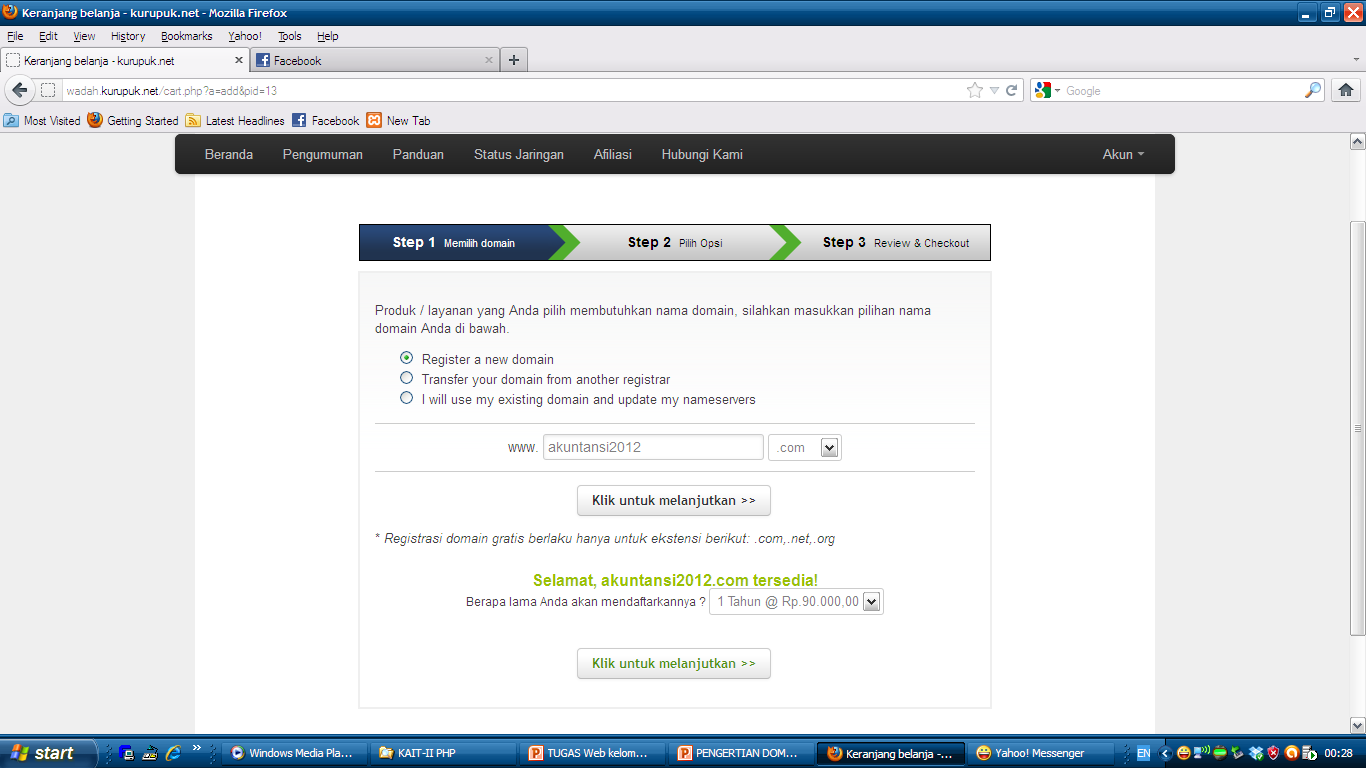 Keranjang belanja - kurupuk.net - Mozilla Firefox
File Edit View History Bookmarks Yahoo! Tools Help
Keranjang belanja - kurupuk.net
Facebook
wadah.kurupuk.net/cart.php?a=add&pid=13
Google
Most Visited Getting Started Latest Headlines Facebook New Tab
Beranda Pengumuman Panduan Status Jaringan Afiliasi Hubungi Kami Akun
Step 1 Memilih domain Step 2 Pilih Opsi Step 3 Review & Checkout
Produk / layanan yang Anda pilih membutuhkan nama domain, silahkan masukkan pilihan nama
domain Anda di bawah.
Register a new domain
Transfer your domain from another registrar
I will use my existing domain and update my nameservers
www. akuntansi2012 .com
Klik untuk melanjutkan >>
* Registrasi domain gratis berlaku hanya untuk ekstensi berikut: .com,.net,.org
Selamat, akuntansi2012.com tersedia!
Berapa lama Anda akan mendaftarkannya ? 1 Tahun @ Rp.90.000,00
Klik untuk melanjutkan >>
start » Windows Media Pla... KAIT-II PHP TUGAS Web kelom... PENGERTIAN DOM... Keranjang belanja -... Yahoo! Messenger EN 00:28